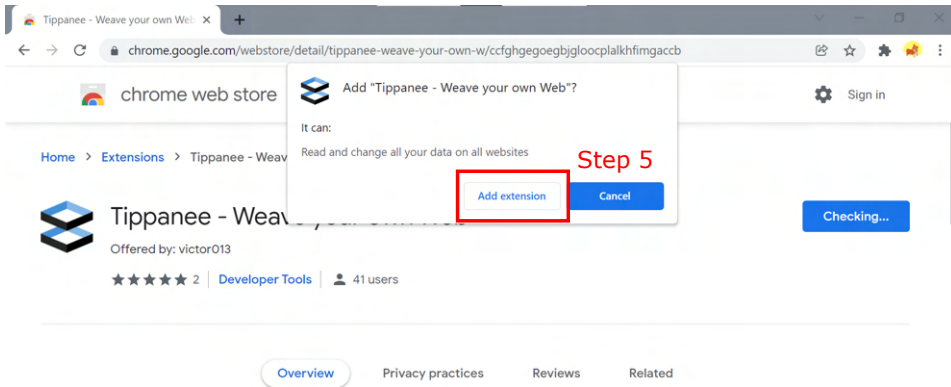 Tippanee - Weave your own Web
chrome.google.com/webstore/detail/tippanee-weave-your-own-w/ccfghgegoegbjgloocplalkhfimgaccb
chrome web store
Sign in
Add "Tippanee - Weave your own Web"?
It can:
Read and change all your data on all websites
Step 5
Add extension
Cancel
Home > Extensions > Tippanee - Weav
Tippanee - Weave your own Web
Checking...
Offered by: victor013
2
Developer Tools
41 users
Overview
Privacy practices
Reviews
Related